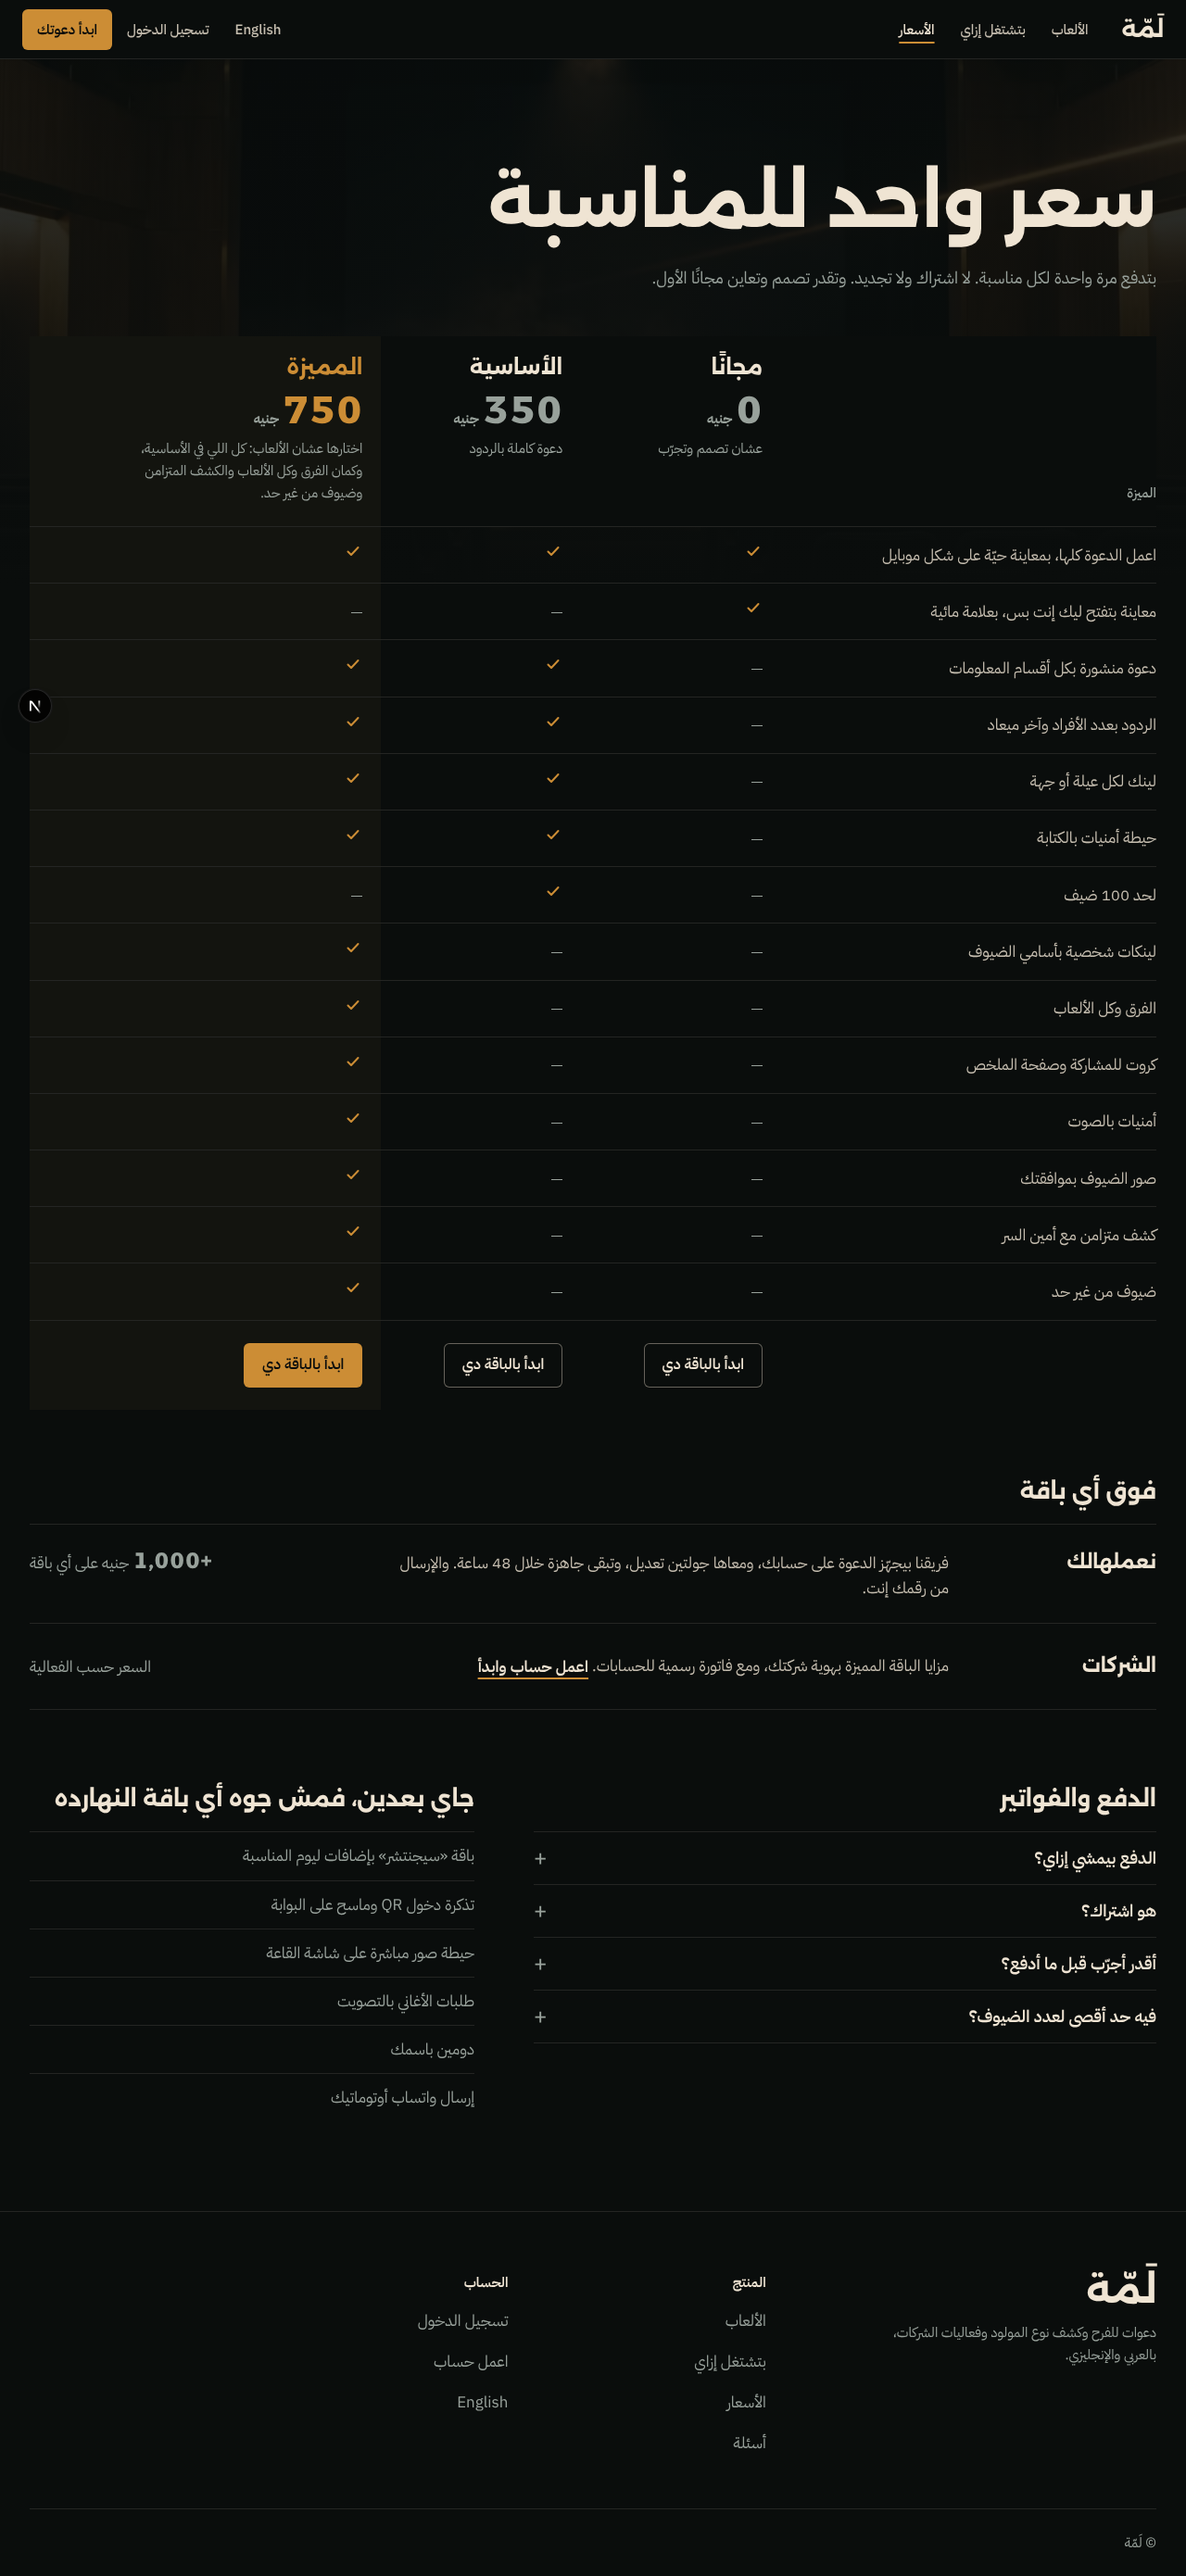 لَمّة
الألعاب
بتشتغل إزاي
الأسعار
English
تسجيل الدخول
ابدأ دعوتك
سعر واحد للمناسبة
بتدفع مرة واحدة لكل مناسبة. لا اشتراك ولا تجديد. وتقدر تصمم وتعاين مجانًا الأول.
الميزة
مجانًا
0 جنيه
عشان تصمم وتجرّب
الأساسية
350 جنيه
دعوة كاملة بالردود
المميزة
750 جنيه
اختارها عشان الألعاب: كل اللي في الأساسية،
وكمان الفرق وكل الألعاب والكشف المتزامن
وضيوف من غير حد.
اعمل الدعوة كلها، بمعاينة حيّة على شكل موبايل ✓ ✓ ✓
معاينة بتفتح ليك إنت بس، بعلامة مائية ✓ — —
دعوة منشورة بكل أقسام المعلومات — ✓ ✓
الردود بعدد الأفراد وآخر ميعاد — ✓ ✓
لينك لكل عيلة أو جهة — ✓ ✓
حيطة أمنيات بالكتابة — ✓ ✓
لحد 100 ضيف — ✓ —
لينكات شخصية بأسامي الضيوف — — ✓
الفرق وكل الألعاب — — ✓
كروت للمشاركة وصفحة الملخص — — ✓
أمنيات بالصوت — — ✓
صور الضيوف بموافقتك — — ✓
كشف متزامن مع أمين السر — — ✓
ضيوف من غير حد — — ✓
ابدأ بالباقة دي
ابدأ بالباقة دي
ابدأ بالباقة دي
N
فوق أي باقة
نعملهالك
فريقنا بيجهّز الدعوة على حسابك، ومعاها جولتين تعديل، وتبقى جاهزة خلال 48 ساعة. والإرسال
من رقمك إنت.
+1,000 جنيه على أي باقة
الشركات
مزايا الباقة المميزة بهوية شركتك، ومع فاتورة رسمية للحسابات. اعمل حساب وابدأ
السعر حسب الفعالية
الدفع والفواتير
الدفع بيمشي إزاي؟ +
هو اشتراك؟ +
أقدر أجرّب قبل ما أدفع؟ +
فيه حد أقصى لعدد الضيوف؟ +
جاي بعدين، فمش جوه أي باقة النهارده
باقة «سيجنتشر» بإضافات ليوم المناسبة
تذكرة دخول QR وماسح على البوابة
حيطة صور مباشرة على شاشة القاعة
طلبات الأغاني بالتصويت
دومين باسمك
إرسال واتساب أوتوماتيك
لَمّة
دعوات للفرح وكشف نوع المولود وفعاليات الشركات،
بالعربي والإنجليزي.
المنتج
الألعاب
بتشتغل إزاي
الأسعار
أسئلة
الحساب
تسجيل الدخول
اعمل حساب
English
© لَمّة